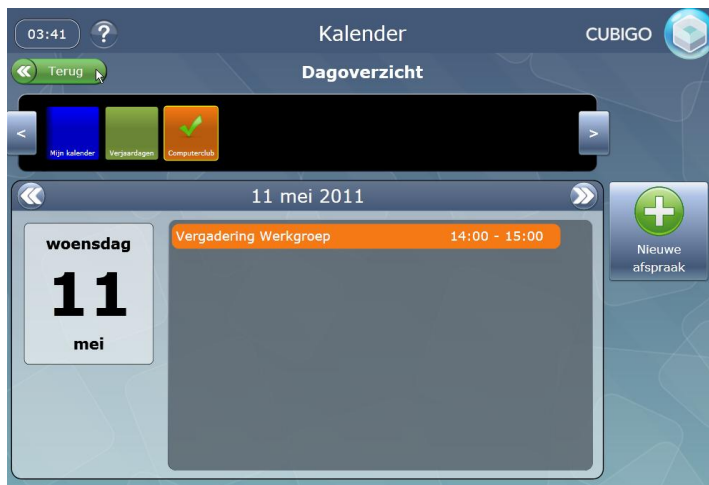 03:41 ? Kalender CUBIGO
Terug Dagoverzicht
< >
Mijn kalender Verjaardagen Computerclub
11 mei 2011
woensdag
11
mei
Vergadering Werkgroep 14:00 - 15:00
Nieuwe
afspraak